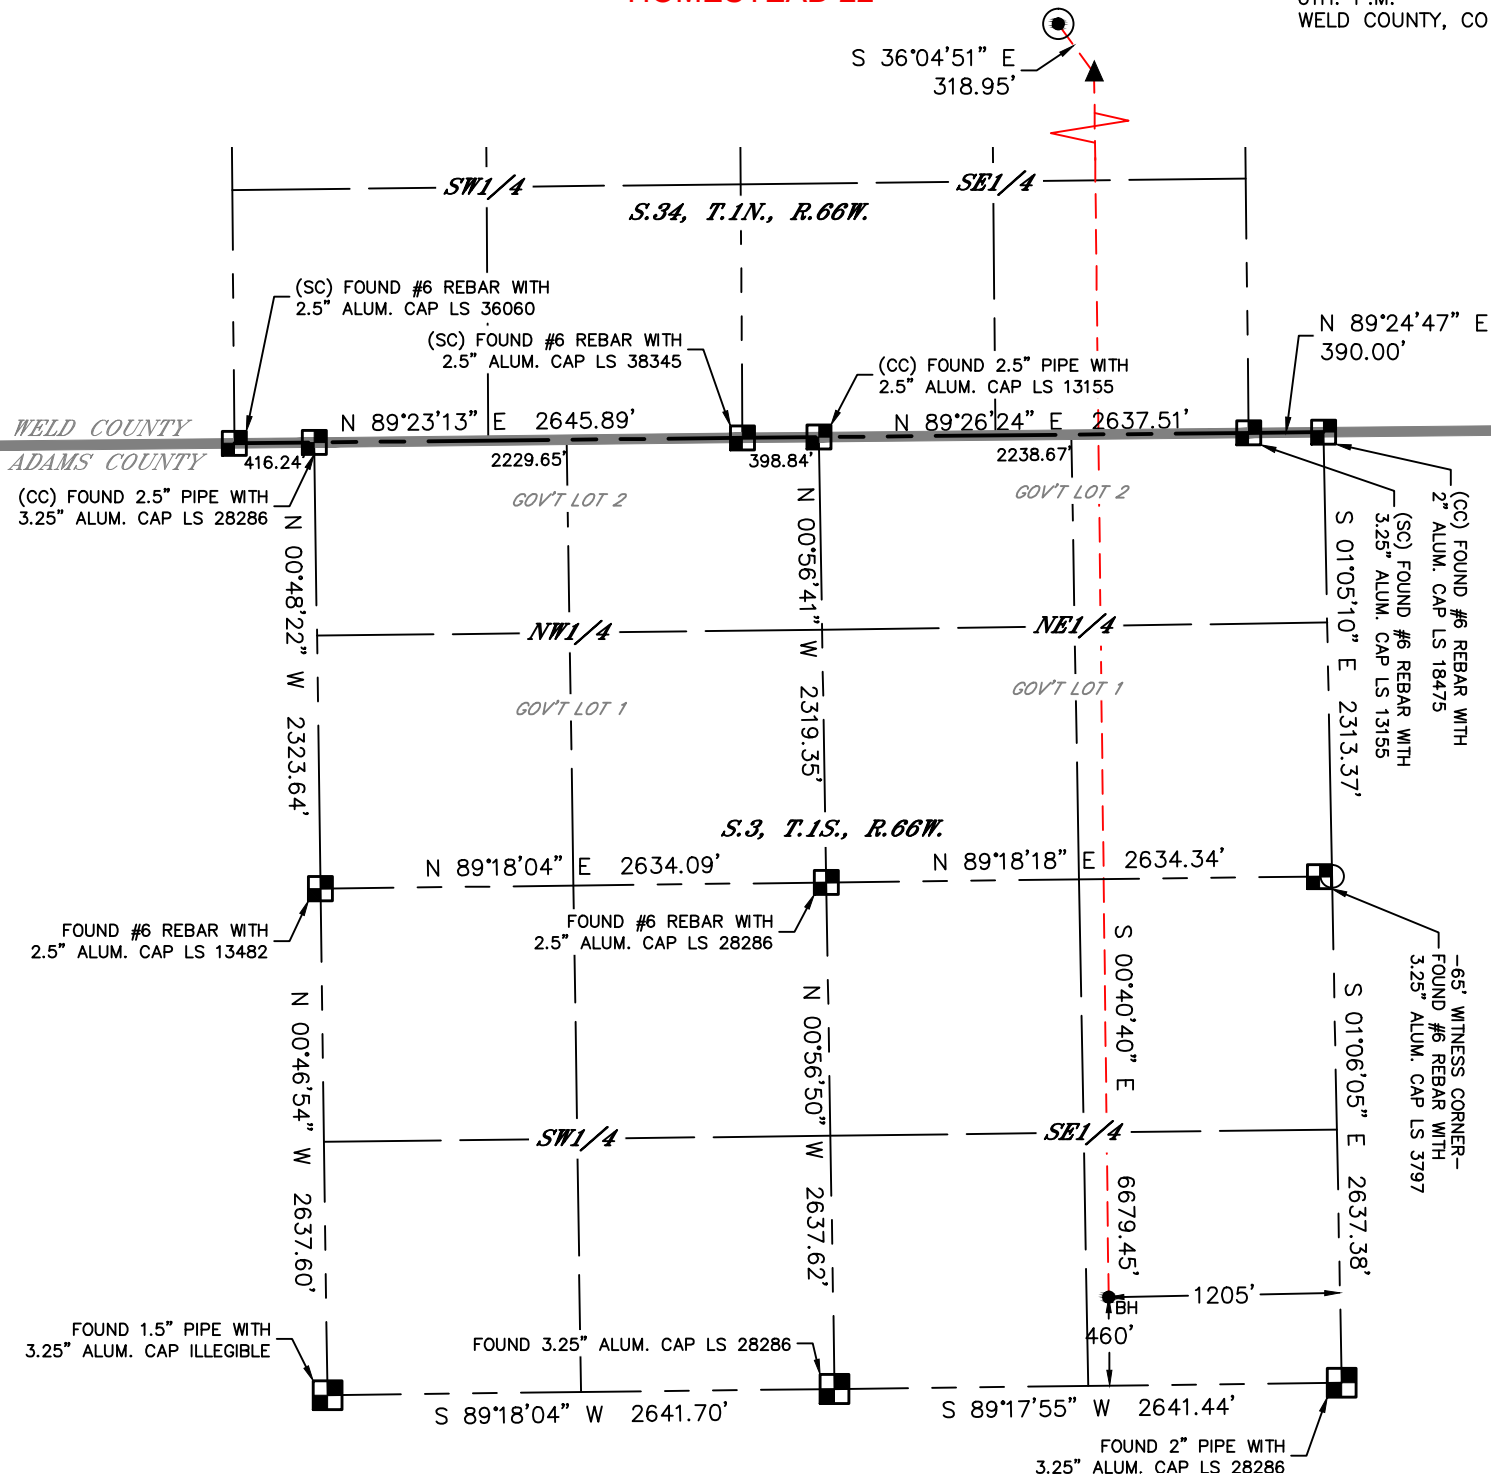 WELD COUNTY, CO
S 36°04'51" E
318.95'
SW1/4
SE1/4
S.34, T.1N., R.66W.
(SC) FOUND #6 REBAR WITH
2.5" ALUM. CAP LS 36060
(SC) FOUND #6 REBAR WITH
2.5" ALUM. CAP LS 38345
(CC) FOUND 2.5" PIPE WITH
2.5" ALUM. CAP LS 13155
N 89°24'47" E
390.00'
WELD COUNTY
ADAMS COUNTY
N 89°23'13" E 2645.89'
N 89°26'24" E 2637.51'
416.24'
2229.65'
398.84'
2238.67'
(CC) FOUND 2.5" PIPE WITH
3.25" ALUM. CAP LS 28286
GOV'T LOT 2
GOV'T LOT 2
(CC) FOUND #6 REBAR WITH
2" ALUM. CAP LS 18475
(SC) FOUND #6 REBAR WITH
3.25" ALUM. CAP LS 13155
N 00°48'22" W 2323.64'
N 00°56'41" W 2319.35'
S 01°05'10" E 2313.37'
NW1/4
NE1/4
GOV'T LOT 1
GOV'T LOT 1
S.3, T.1S., R.66W.
N 89°18'04" E 2634.09'
N 89°18'18" E 2634.34'
FOUND #6 REBAR WITH
2.5" ALUM. CAP LS 13482
FOUND #6 REBAR WITH
2.5" ALUM. CAP LS 28286
-65' WITNESS CORNER-
FOUND #6 REBAR WITH
3.25" ALUM. CAP LS 3797
N 00°46'54" W 2637.60'
N 00°56'50" W 2637.62'
S 00°40'40" E 6679.45'
S 01°06'05" E 2637.38'
SW1/4
SE1/4
BH
1205'
460'
FOUND 1.5" PIPE WITH
3.25" ALUM. CAP ILLEGIBLE
FOUND 3.25" ALUM. CAP LS 28286
S 89°18'04" W 2641.70'
S 89°17'55" W 2641.44'
FOUND 2" PIPE WITH
3.25" ALUM. CAP LS 28286